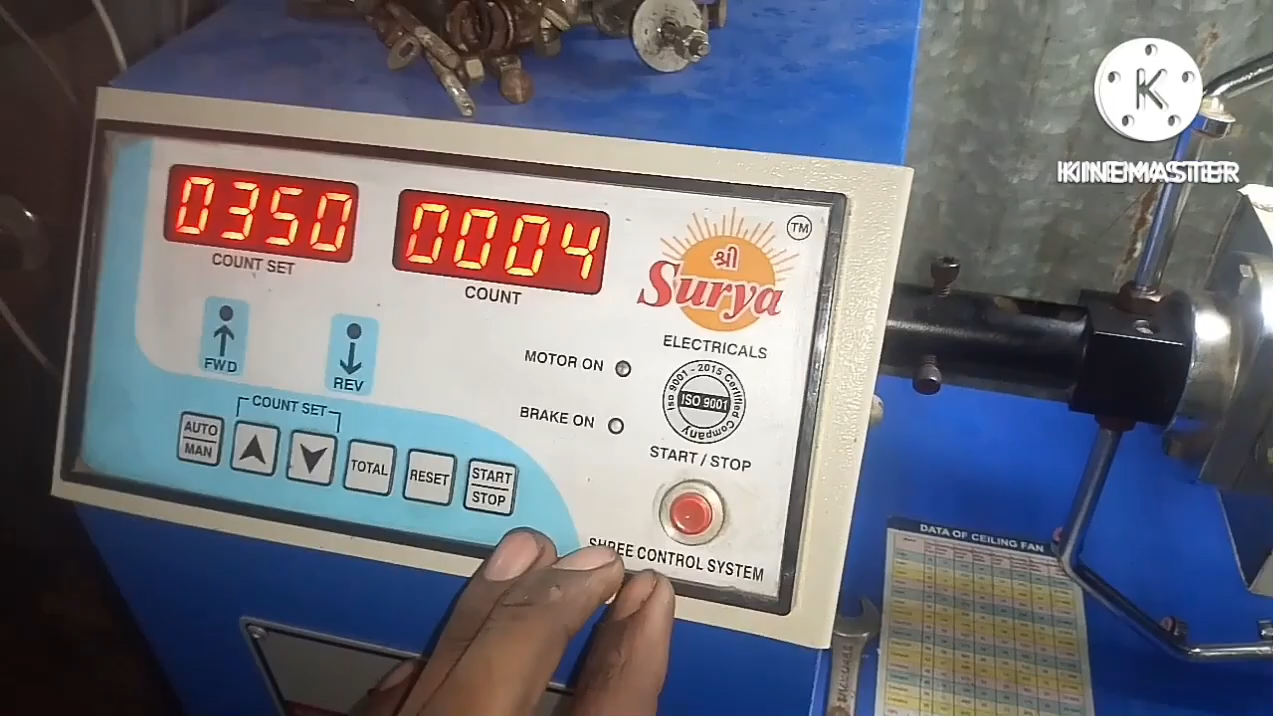 KINEMASTER
0350
COUNT SET
0004
COUNT
TM
श्री
Surya
ELECTRICALS
FWD
REV
MOTOR ON
BRAKE ON
Iso 9001 - 2015 Certified
ISO 9001
Company
COUNT SET
AUTO
MAN
TOTAL
RESET
START
STOP
START / STOP
SHREE CONTROL SYSTEM
DATA OF CEILING FAN